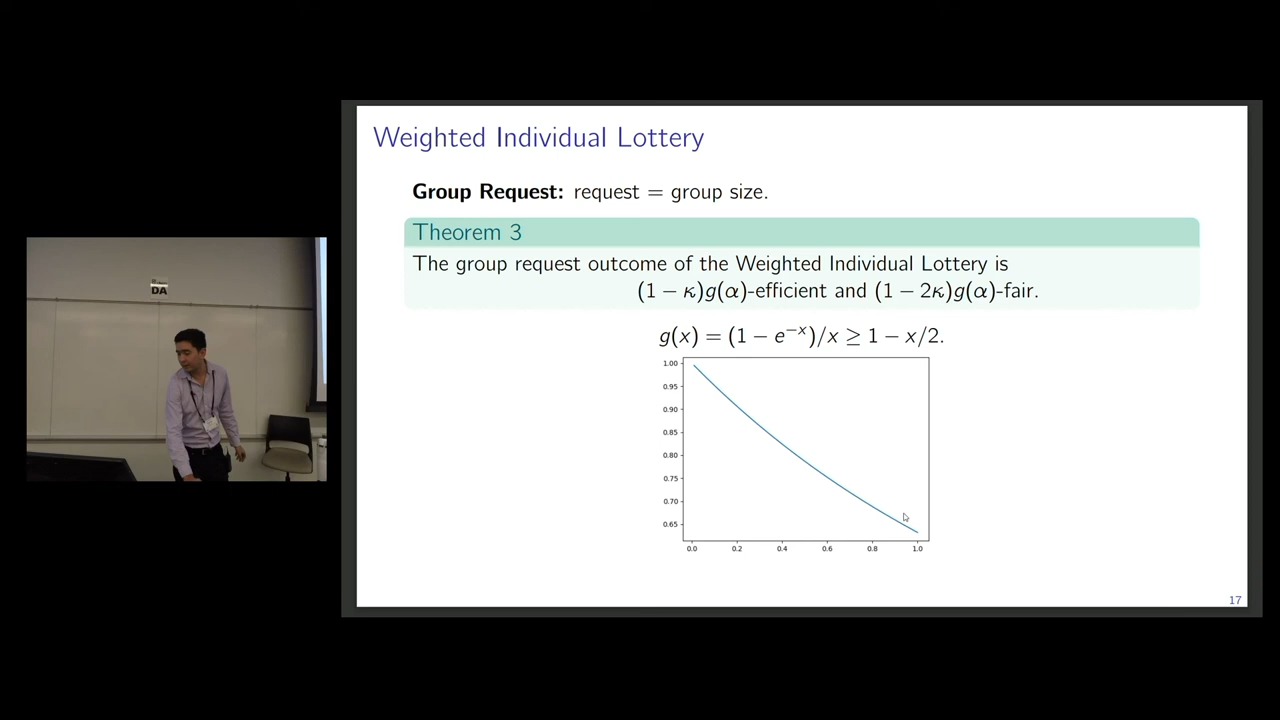 Weighted Individual Lottery
Group Request: request = group size.
Theorem 3
The group request outcome of the Weighted Individual Lottery is
(1 − κ)g(α)-efficient and (1 − 2κ)g(α)-fair.
g(x) = (1 − e^{−x})/x ≥ 1 − x/2.
1.00
0.95
0.90
0.85
0.80
0.75
0.70
0.65
0.0 0.2 0.4 0.6 0.8 1.0
17
DA